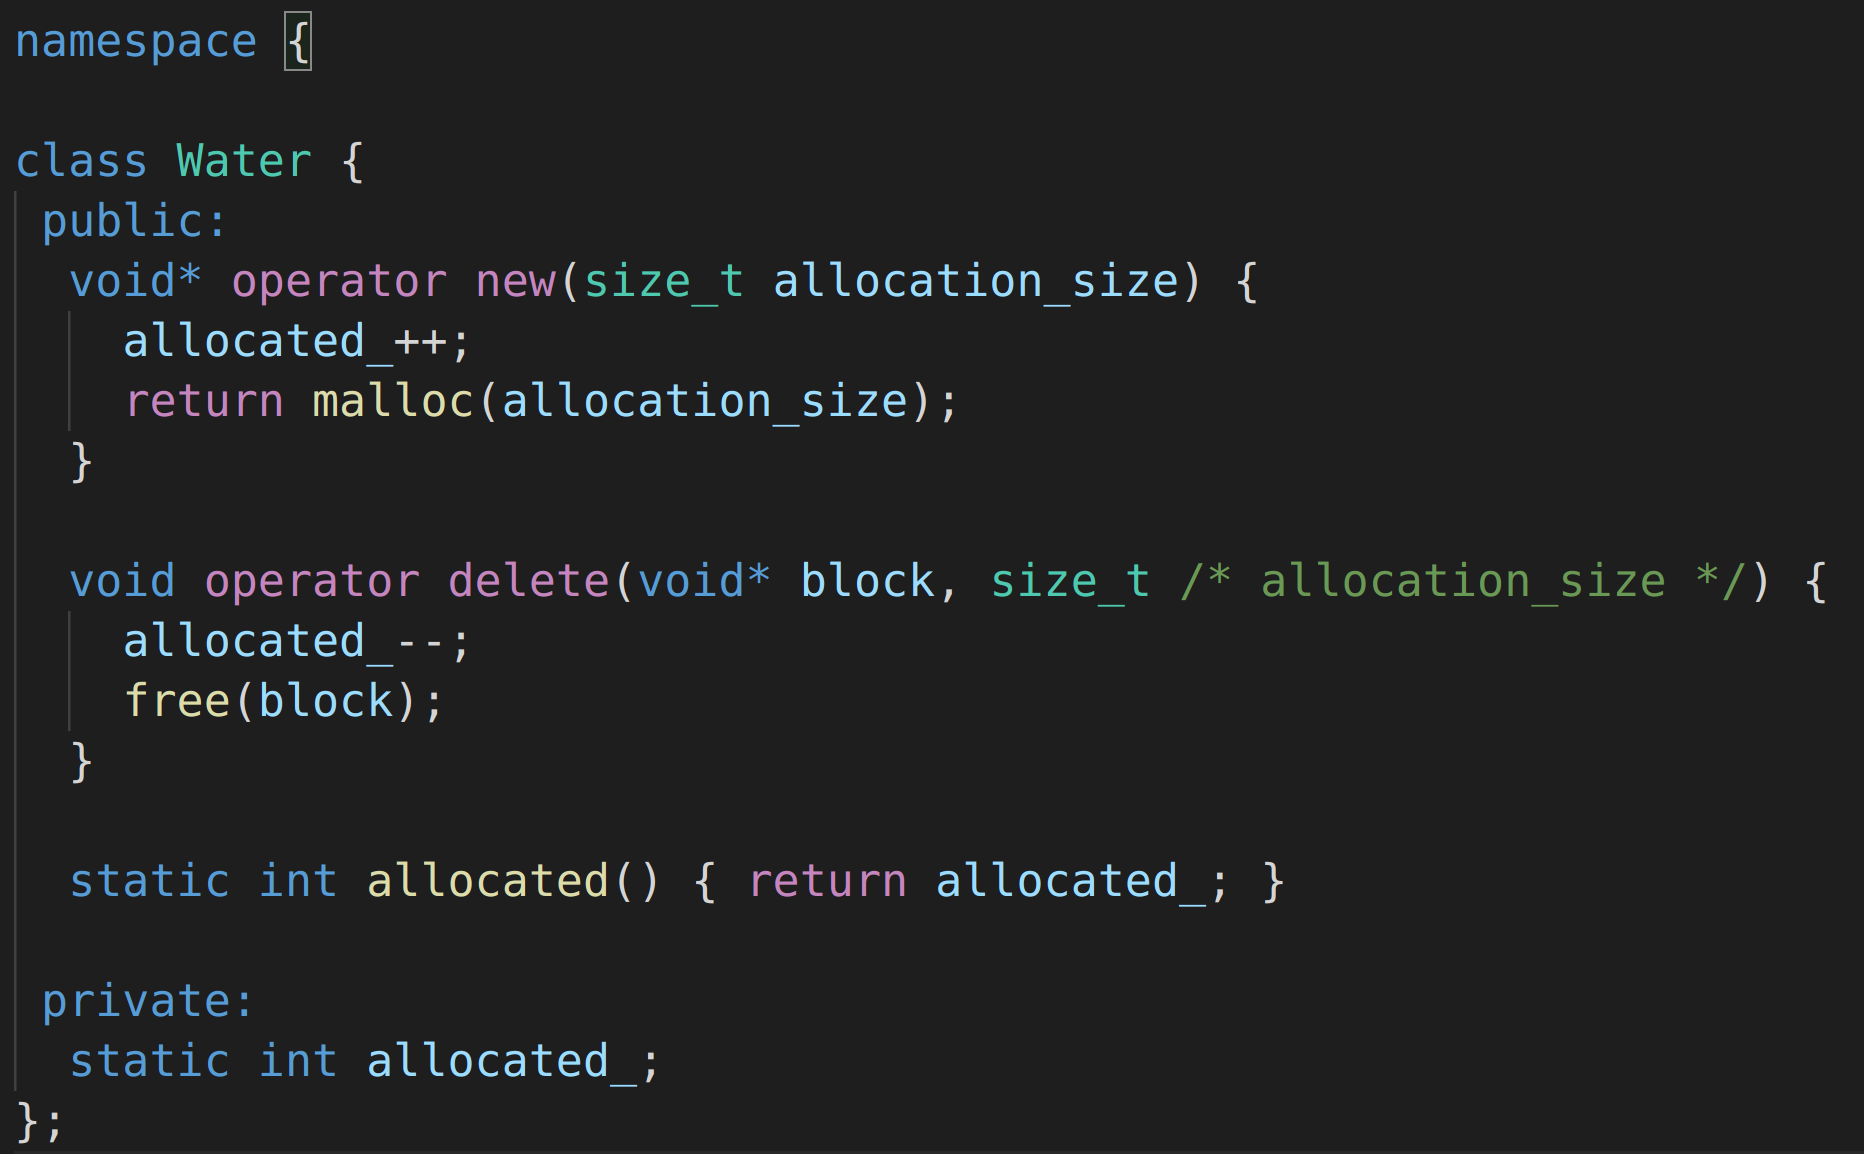 namespace {
class Water {
 public:
  void* operator new(size_t allocation_size) {
    allocated_++;
    return malloc(allocation_size);
  }
  void operator delete(void* block, size_t /* allocation_size */) {
    allocated_--;
    free(block);
  }
  static int allocated() { return allocated_; }
 private:
  static int allocated_;
};